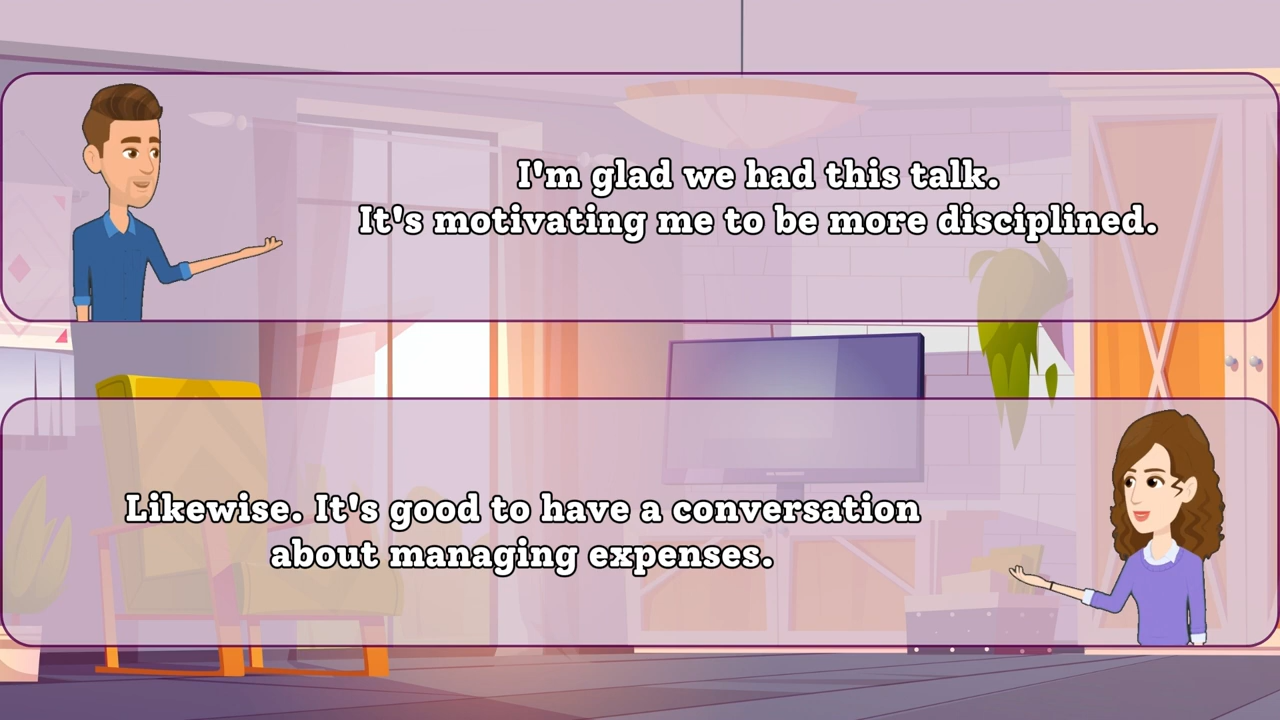 I'm glad we had this talk.
It's motivating me to be more disciplined.
Likewise. It's good to have a conversation
about managing expenses.